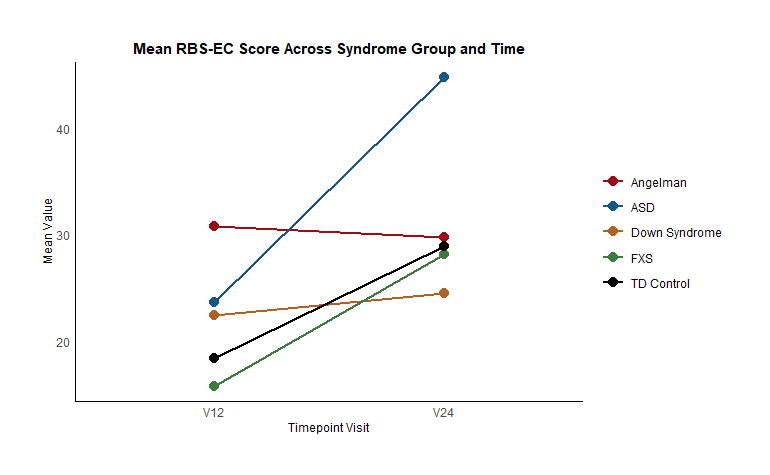 Mean RBS-EC Score Across Syndrome Group and Time
Mean Value
40
30
20
V12
V24
Timepoint Visit
Angelman
ASD
Down Syndrome
FXS
TD Control